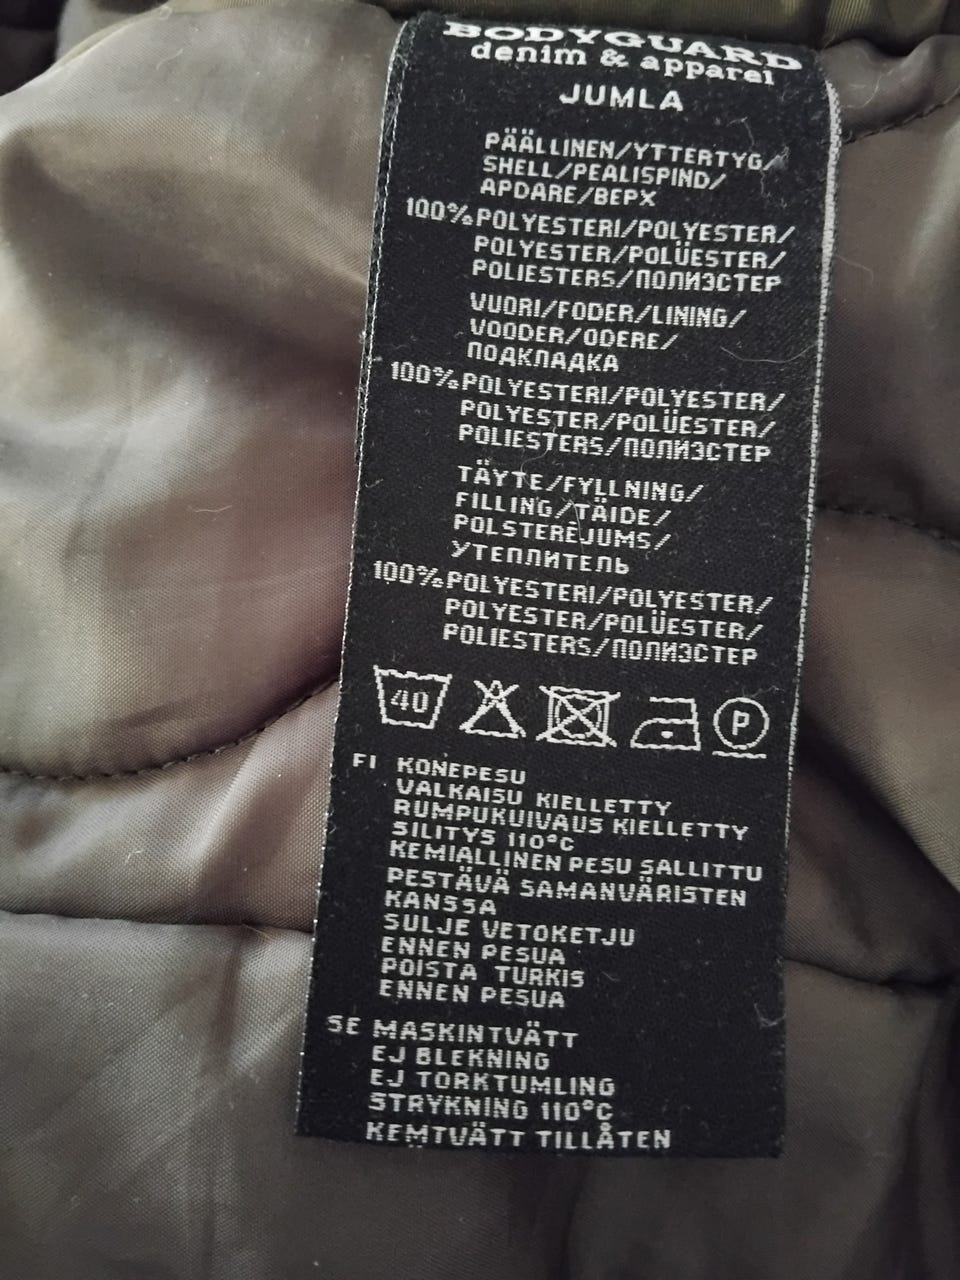 BODYGUARD
denim & apparel
JUMLA
PÄÄLLINEN/YTTERTYG/
SHELL/PEALISPIND/
APDARE/ВЕРХ
100%POLYESTERI/POLYESTER/
POLYESTER/POLÜESTER/
POLIESTERS/ПОЛИЭСТЕР
VUORI/FODER/LINING/
VOODER/ODERE/
ПОДКЛАДКА
100%POLYESTERI/POLYESTER/
POLYESTER/POLÜESTER/
POLIESTERS/ПОЛИЭСТЕР
TÄYTE/FYLLNING/
FILLING/TÄIDE/
POLSTERĖJUMS/
УТЕПЛИТЕЛЬ
100%POLYESTERI/POLYESTER/
POLYESTER/POLÜESTER/
POLIESTERS/ПОЛИЭСТЕР
40 P
FI KONEPESU
VALKAISU KIELLETTY
RUMPUKUIVAUS KIELLETTY
SILITYS 110°C
KEMIALLINEN PESU SALLITTU
PESTÄVÄ SAMANVÄRISTEN
KANSSA
SULJE VETOKETJU
ENNEN PESUA
POISTA TURKIS
ENNEN PESUA
SE MASKINTVÄTT
EJ BLEKNING
EJ TORKTUMLING
STRYKNING 110°C
KEMTVÄTT TILLÅTEN